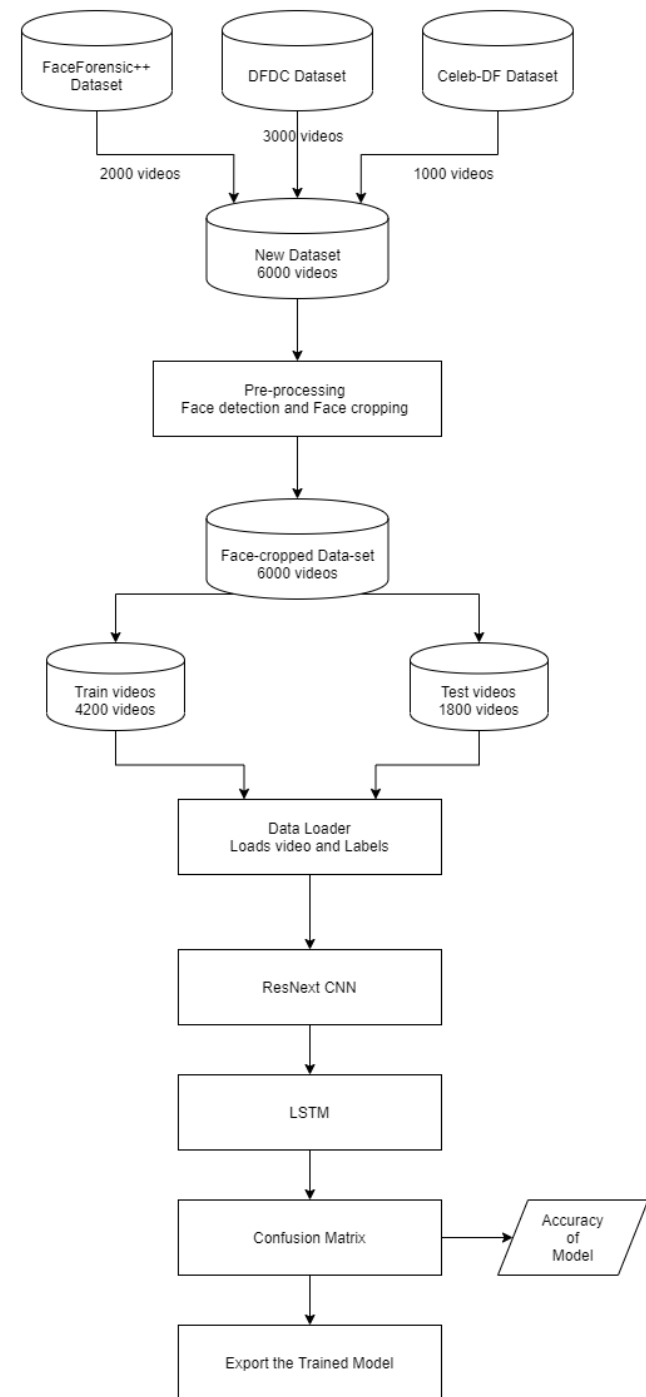 FaceForensic++
Dataset
DFDC Dataset
Celeb-DF Dataset
3000 videos
2000 videos
1000 videos
New Dataset
6000 videos
Pre-processing
Face detection and Face cropping
Face-cropped Data-set
6000 videos
Train videos
4200 videos
Test videos
1800 videos
Data Loader
Loads video and Labels
ResNext CNN
LSTM
Confusion Matrix
Accuracy
of
Model
Export the Trained Model